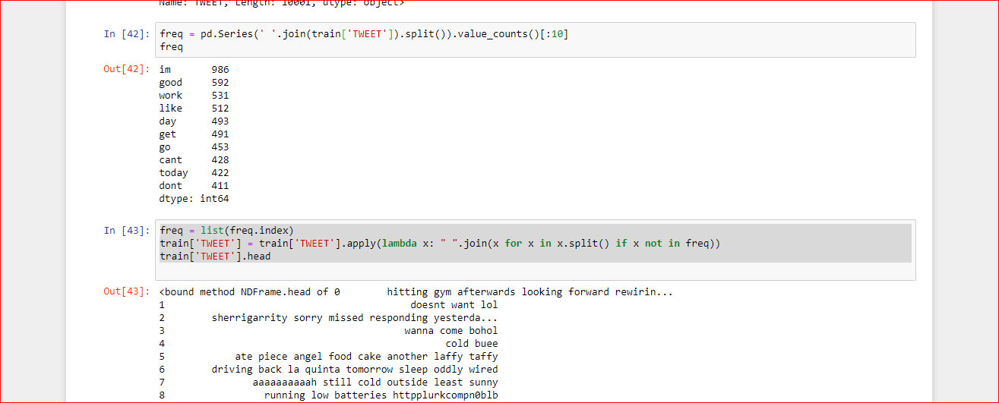 Name: TWEET, Length: 10001, dtype: object>
In [42]: freq = pd.Series(' '.join(train['TWEET']).split()).value_counts()[:10]
freq
Out[42]: im 986
good 592
work 531
like 512
day 493
get 491
go 453
cant 428
today 422
dont 411
dtype: int64
In [43]: freq = list(freq.index)
train['TWEET'] = train['TWEET'].apply(lambda x: " ".join(x for x in x.split() if x not in freq))
train['TWEET'].head
Out[43]: <bound method NDFrame.head of 0 hitting gym afterwards looking forward rewirin...
1 doesnt want lol
2 sherrigarrity sorry missed responding yesterda...
3 wanna come bohol
4 cold buee
5 ate piece angel food cake another laffy taffy
6 driving back la quinta tomorrow sleep oddly wired
7 aaaaaaaaaah still cold outside least sunny
8 running low batteries httpplurkcompn0blb